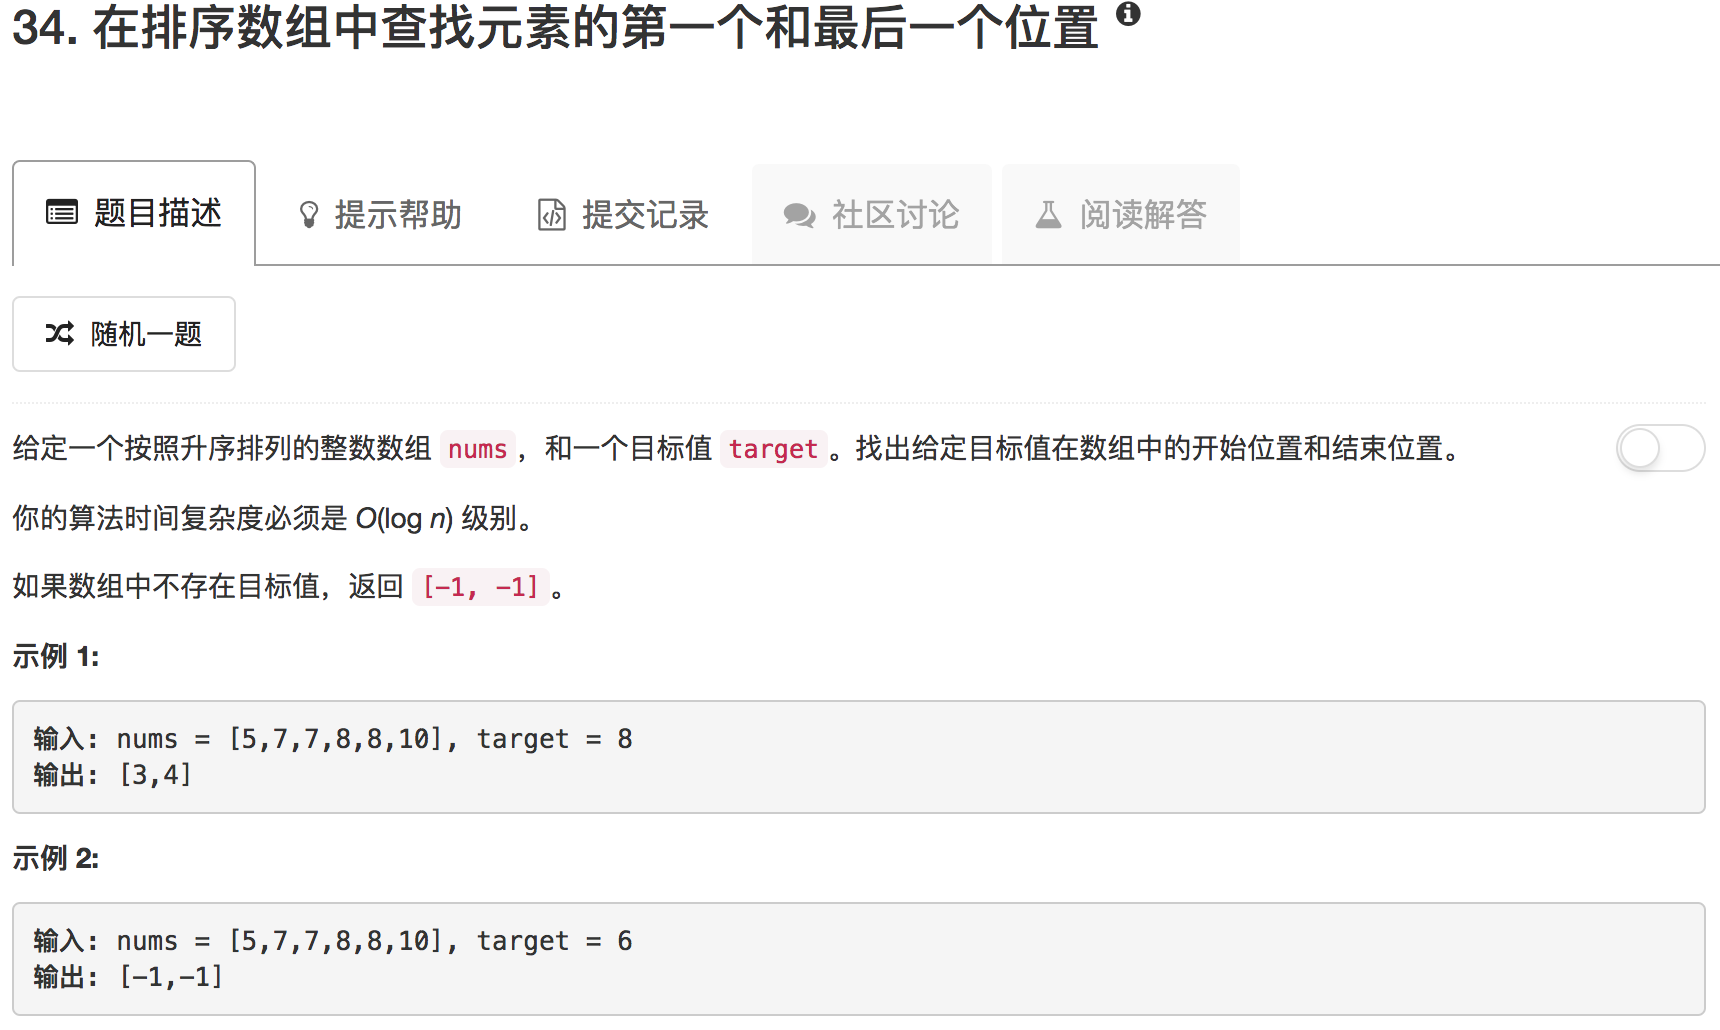 34. 在排序数组中查找元素的第一个和最后一个位置
题目描述 提示帮助 提交记录 社区讨论 阅读解答
随机一题
给定一个按照升序排列的整数数组 nums，和一个目标值 target。找出给定目标值在数组中的开始位置和结束位置。
你的算法时间复杂度必须是 O(log n) 级别。
如果数组中不存在目标值，返回 [-1, -1]。
示例 1:
输入: nums = [5,7,7,8,8,10], target = 8
输出: [3,4]
示例 2:
输入: nums = [5,7,7,8,8,10], target = 6
输出: [-1,-1]